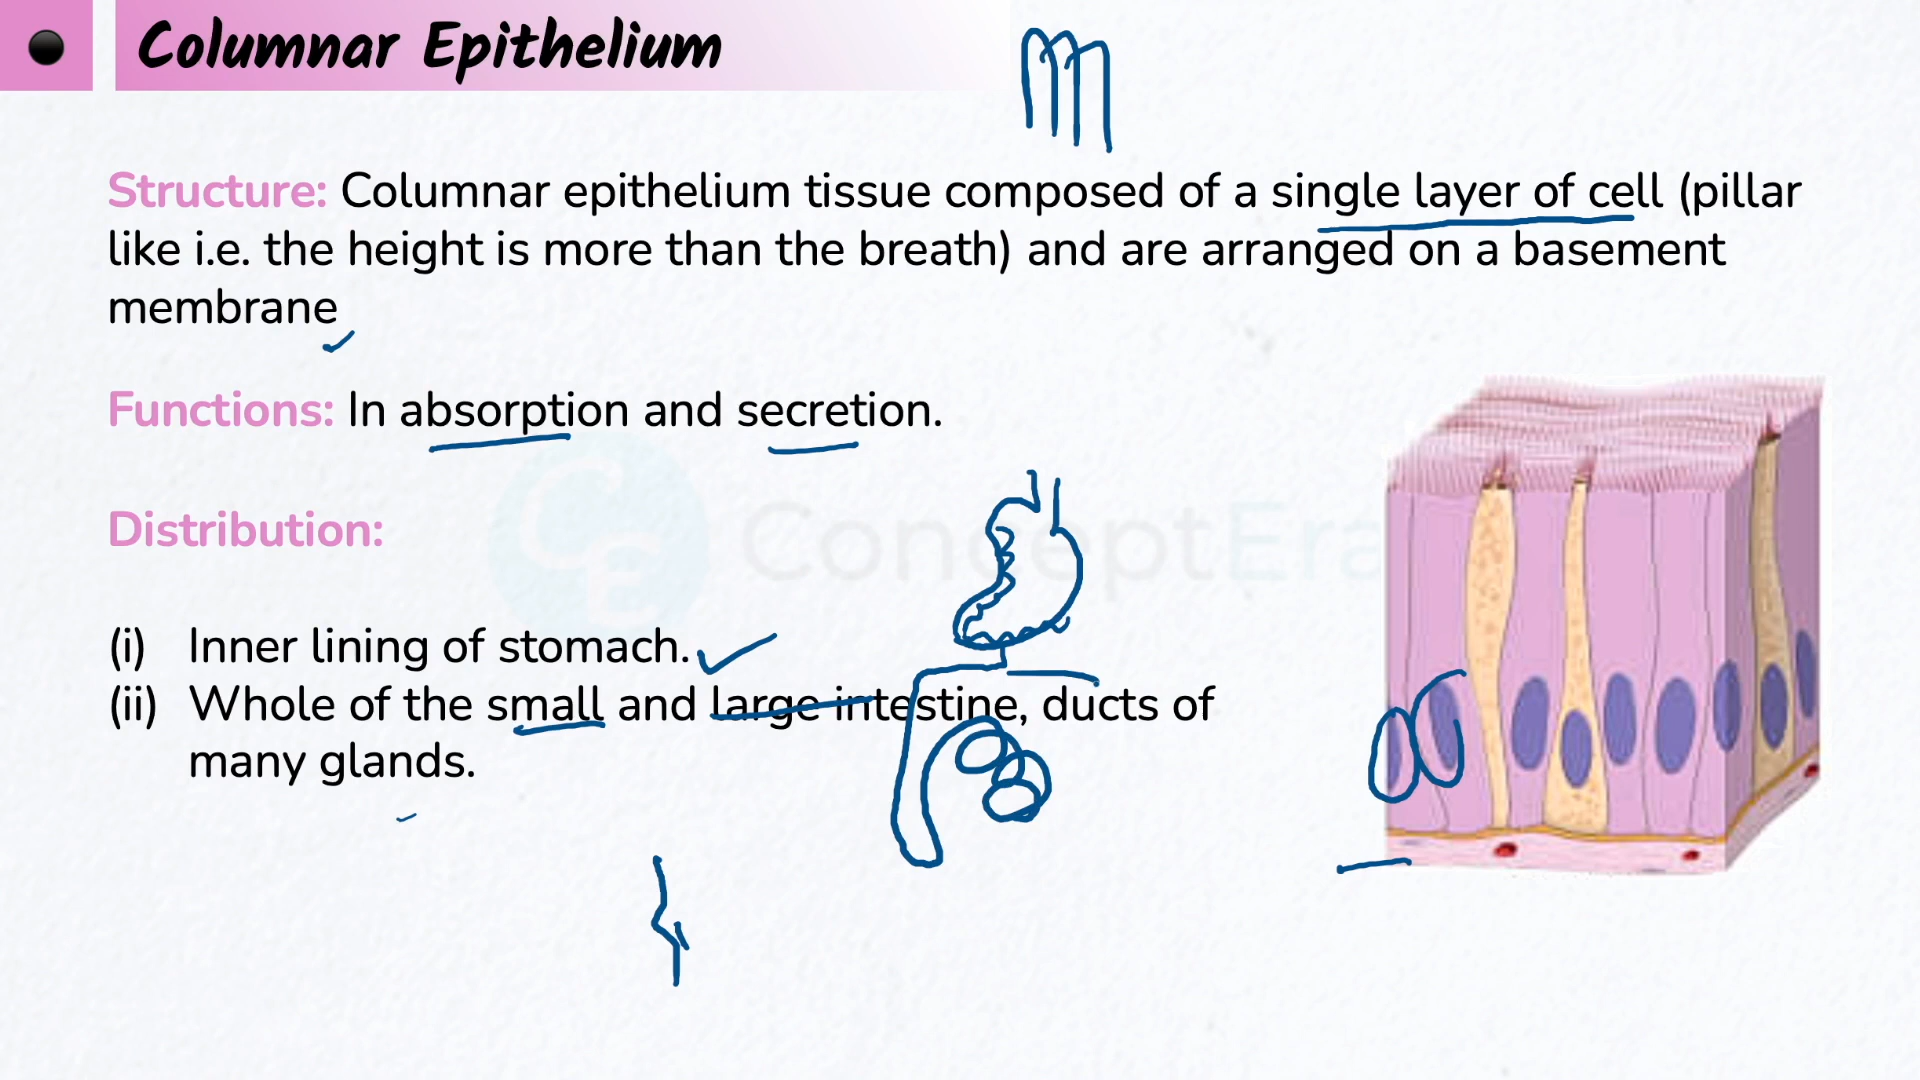 Columnar Epithelium
Structure: Columnar epithelium tissue composed of a single layer of cell (pillar
like i.e. the height is more than the breath) and are arranged on a basement
membrane
Functions: In absorption and secretion.
Distribution:
CE ConceptEra
(i) Inner lining of stomach.
(ii) Whole of the small and large intestine, ducts of
many glands.